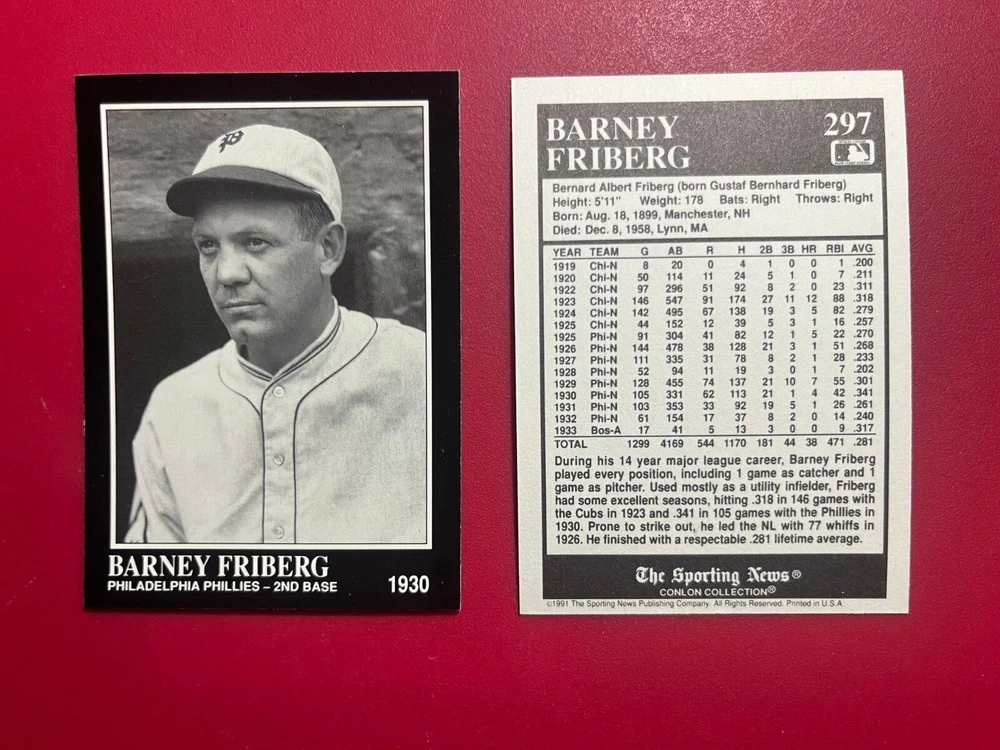 BARNEY FRIBERG
PHILADELPHIA PHILLIES – 2ND BASE 1930
BARNEY 297
FRIBERG
Bernard Albert Friberg (born Gustaf Bernhard Friberg)
Height: 5'11" Weight: 178 Bats: Right Throws: Right
Born: Aug. 18, 1899, Manchester, NH
Died: Dec. 8, 1958, Lynn, MA
YEAR TEAM G AB R H 2B 3B HR RBI AVG
1919 Chi-N 8 20 0 4 1 0 0 1 .200
1920 Chi-N 50 114 11 24 5 1 0 7 .211
1922 Chi-N 97 296 51 92 8 2 0 23 .311
1923 Chi-N 146 547 91 174 27 11 12 88 .318
1924 Chi-N 142 495 67 138 19 3 5 82 .279
1925 Chi-N 44 152 12 39 5 3 1 16 .257
1925 Phi-N 91 304 41 82 12 1 5 22 .270
1926 Phi-N 144 478 38 128 21 3 1 51 .268
1927 Phi-N 111 335 31 78 8 2 1 28 .233
1928 Phi-N 52 94 11 19 3 0 1 7 .202
1929 Phi-N 128 455 74 137 21 10 7 55 .301
1930 Phi-N 105 331 62 113 21 1 4 42 .341
1931 Phi-N 103 353 33 92 19 5 1 26 .261
1932 Phi-N 61 154 17 37 8 2 0 14 .240
1933 Bos-A 17 41 5 13 3 0 0 9 .317
TOTAL 1299 4169 544 1170 181 44 38 471 .281
During his 14 year major league career, Barney Friberg
played every position, including 1 game as catcher and 1
game as pitcher. Used mostly as a utility infielder, Friberg
had some excellent seasons, hitting .318 in 146 games with
the Cubs in 1923 and .341 in 105 games with the Phillies in
1930. Prone to strike out, he led the NL with 77 whiffs in
1926. He finished with a respectable .281 lifetime average.
The Sporting News®
CONLON COLLECTION®
©1991 The Sporting News Publishing Company. All Rights Reserved. Printed in U.S.A.